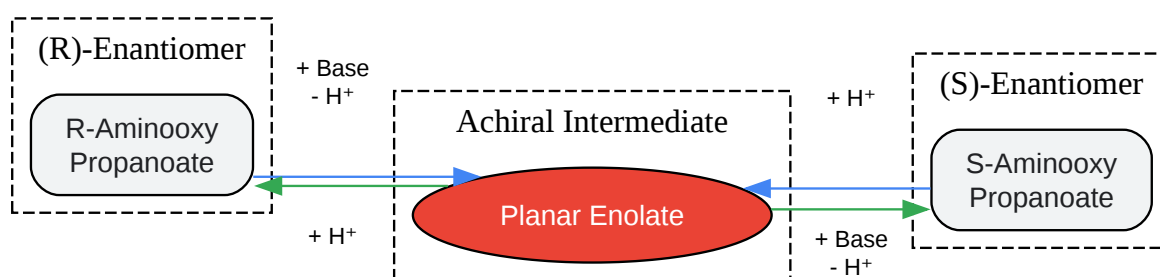 (R)-Enantiomer
R-Aminooxy
Propanoate
+ Base
- H⁺
+ H⁺
Achiral Intermediate
Planar Enolate
+ H⁺
+ Base
- H⁺
(S)-Enantiomer
S-Aminooxy
Propanoate